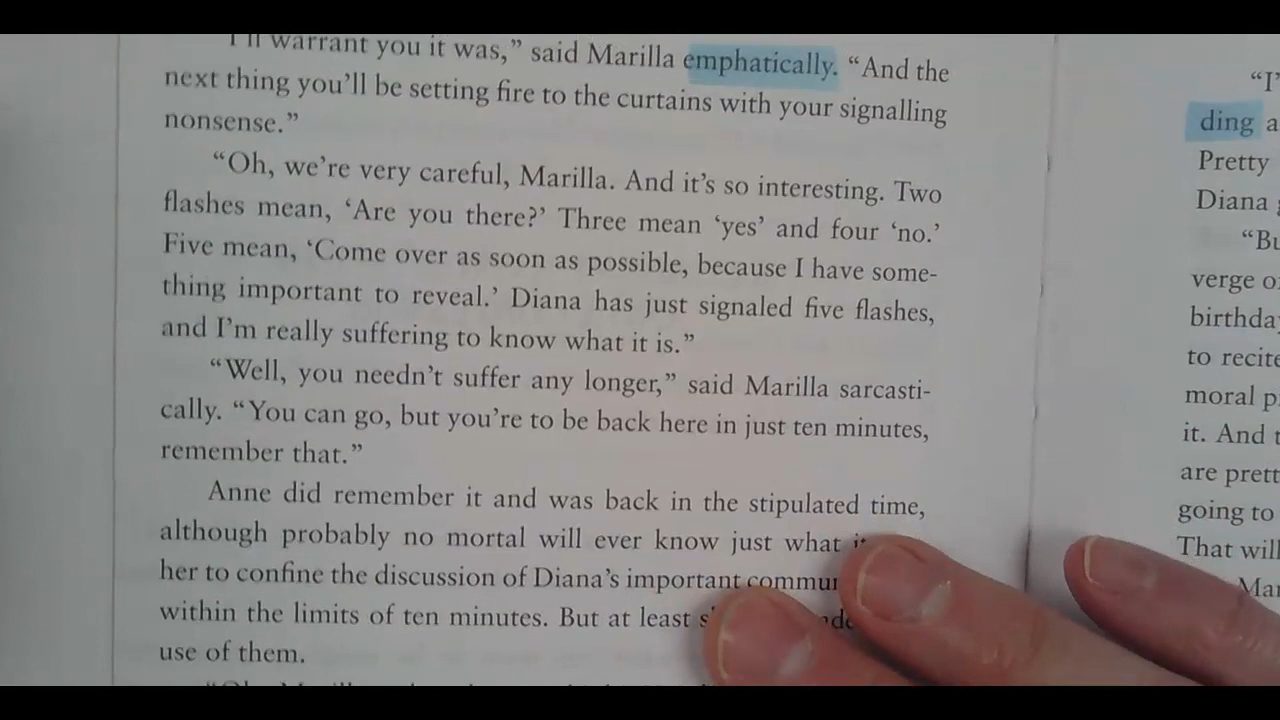 I'll warrant you it was,” said Marilla emphatically. “And the
next thing you'll be setting fire to the curtains with your signalling
nonsense.”
“Oh, we're very careful, Marilla. And it's so interesting. Two
flashes mean, ‘Are you there?’ Three mean ‘yes’ and four ‘no.’
Five mean, ‘Come over as soon as possible, because I have some-
thing important to reveal.’ Diana has just signaled five flashes,
and I'm really suffering to know what it is.”
“Well, you needn't suffer any longer,” said Marilla sarcasti-
cally. “You can go, but you're to be back here in just ten minutes,
remember that.”
Anne did remember it and was back in the stipulated time,
although probably no mortal will ever know just what
her to confine the discussion of Diana's important
within the limits of ten minutes. But at least
use of them.
“I'
ding a
Pretty
Diana
“Bu
verge o
birthda
to recite
moral p
it. And t
are prett
going to
That will
Mar